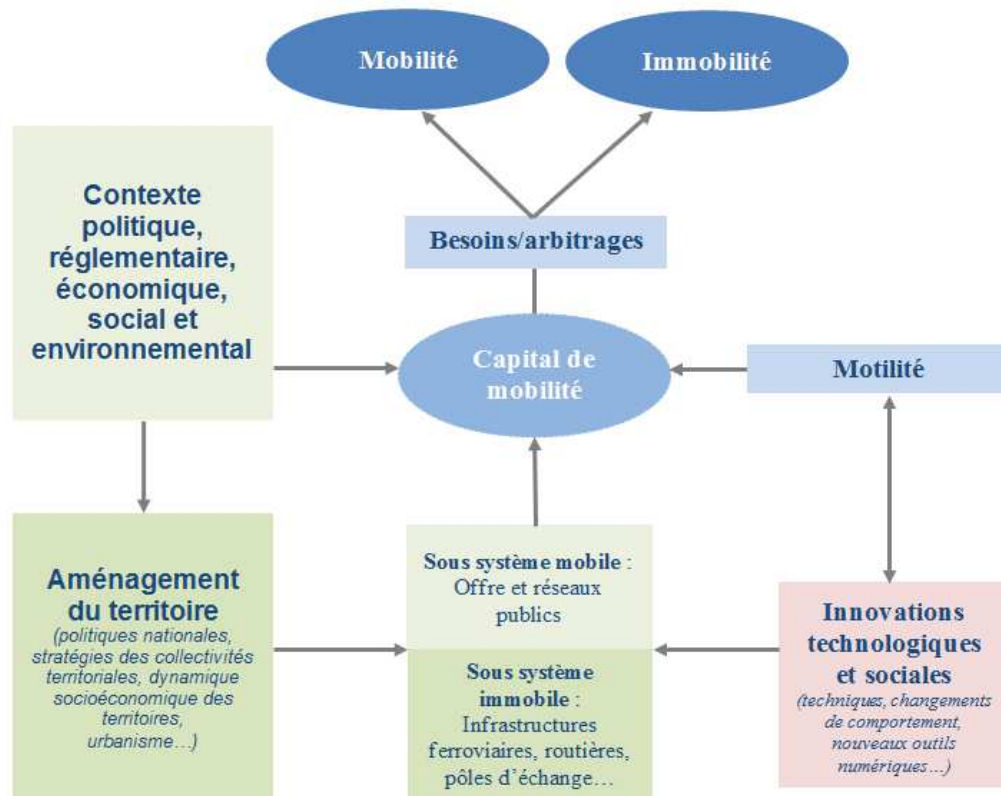 Mobilité
Immobilité
Contexte
politique,
réglementaire,
économique,
social et
environnemental
Besoins/arbitrages
Capital de
mobilité
Motilité
Aménagement
du territoire
(politiques nationales,
stratégies des collectivités
territoriales, dynamique
socioéconomique des
territoires,
urbanisme…)
Sous système mobile :
Offre et réseaux
publics
Sous système
immobile :
Infrastructures
ferroviaires, routières,
pôles d’échange…
Innovations
technologiques
et sociales
(techniques, changements
de comportement,
nouveaux outils
numériques…)